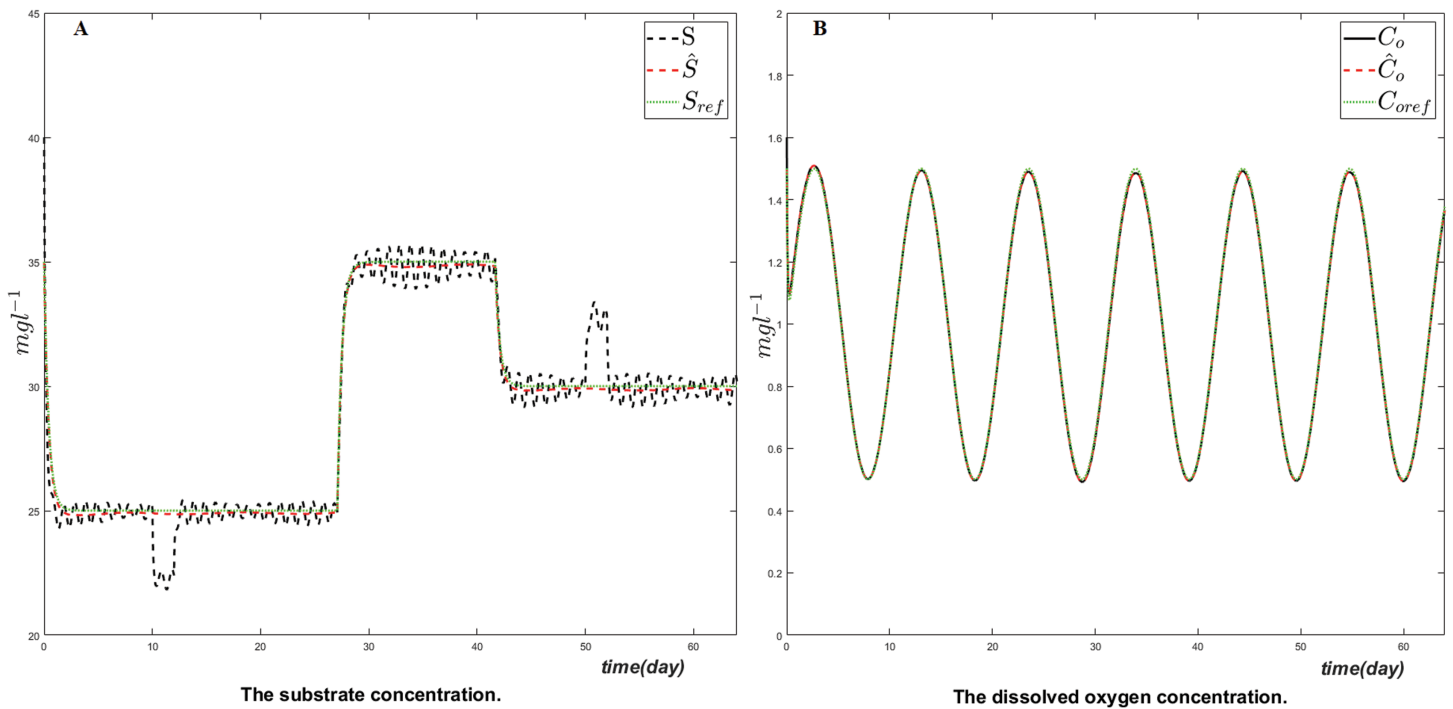 A
S
Ŝ
S_ref
45
40
35
30
25
20
mgl⁻¹
0 10 20 30 40 50 60
time(day)
The substrate concentration.
B
C_o
Ĉ_o
C_oref
2
1.8
1.6
1.4
1.2
1
0.8
0.6
0.4
0.2
0
mgl⁻¹
0 10 20 30 40 50 60
time(day)
The dissolved oxygen concentration.